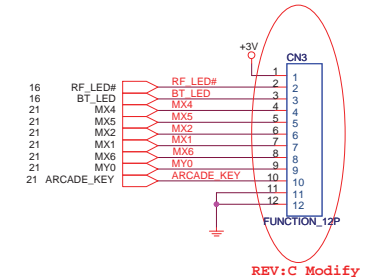 +3V
CN3
1 1
16 RF_LED# RF_LED# 2 2
16 BT_LED BT_LED 3 3
21 MX4 MX4 4 4
21 MX5 MX5 5 5
21 MX2 MX2 6 6
21 MX1 MX1 7 7
21 MX6 MX6 8 8
21 MY0 MY0 9 9
21 ARCADE_KEY ARCADE_KEY 10 10
11 11
12 12
FUNCTION_12P
REV:C Modify